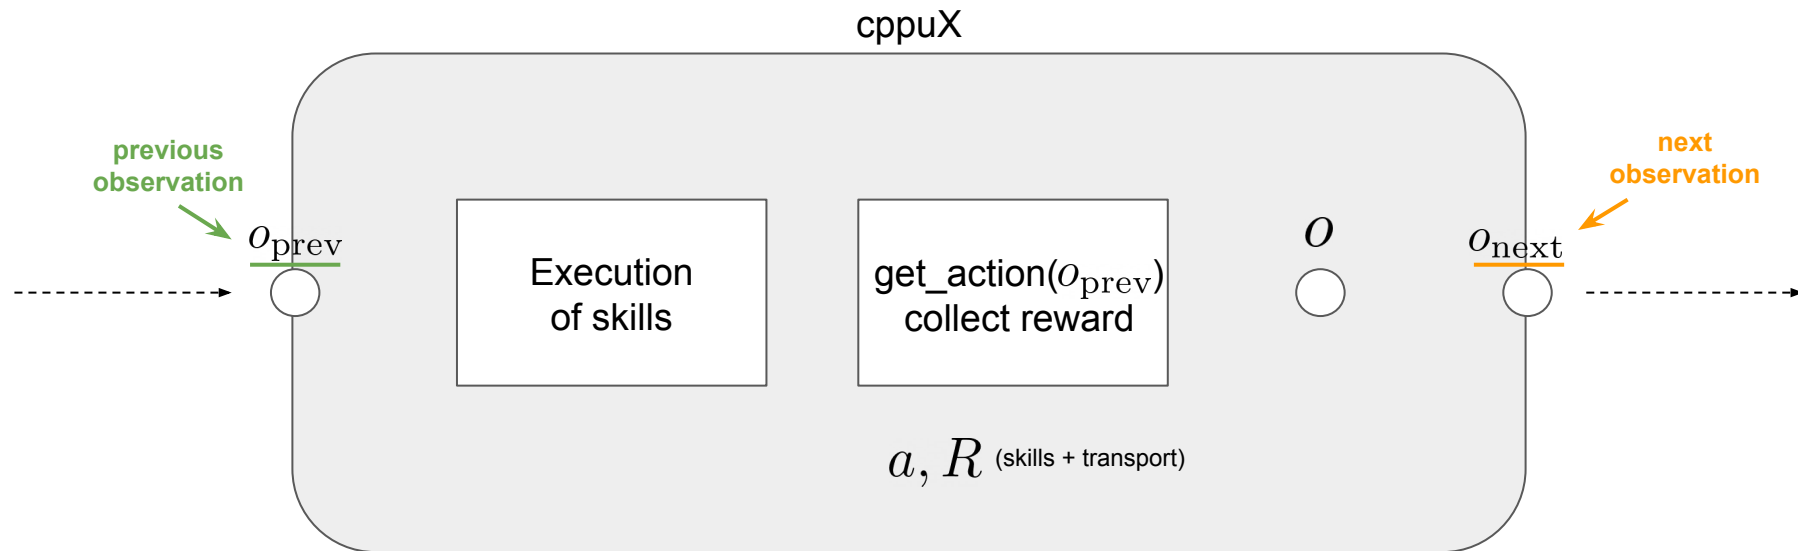 cppuX
previous
observation
next
observation
o_prev
Execution
of skills
get_action(o_prev)
collect reward
o
o_next
a, R (skills + transport)